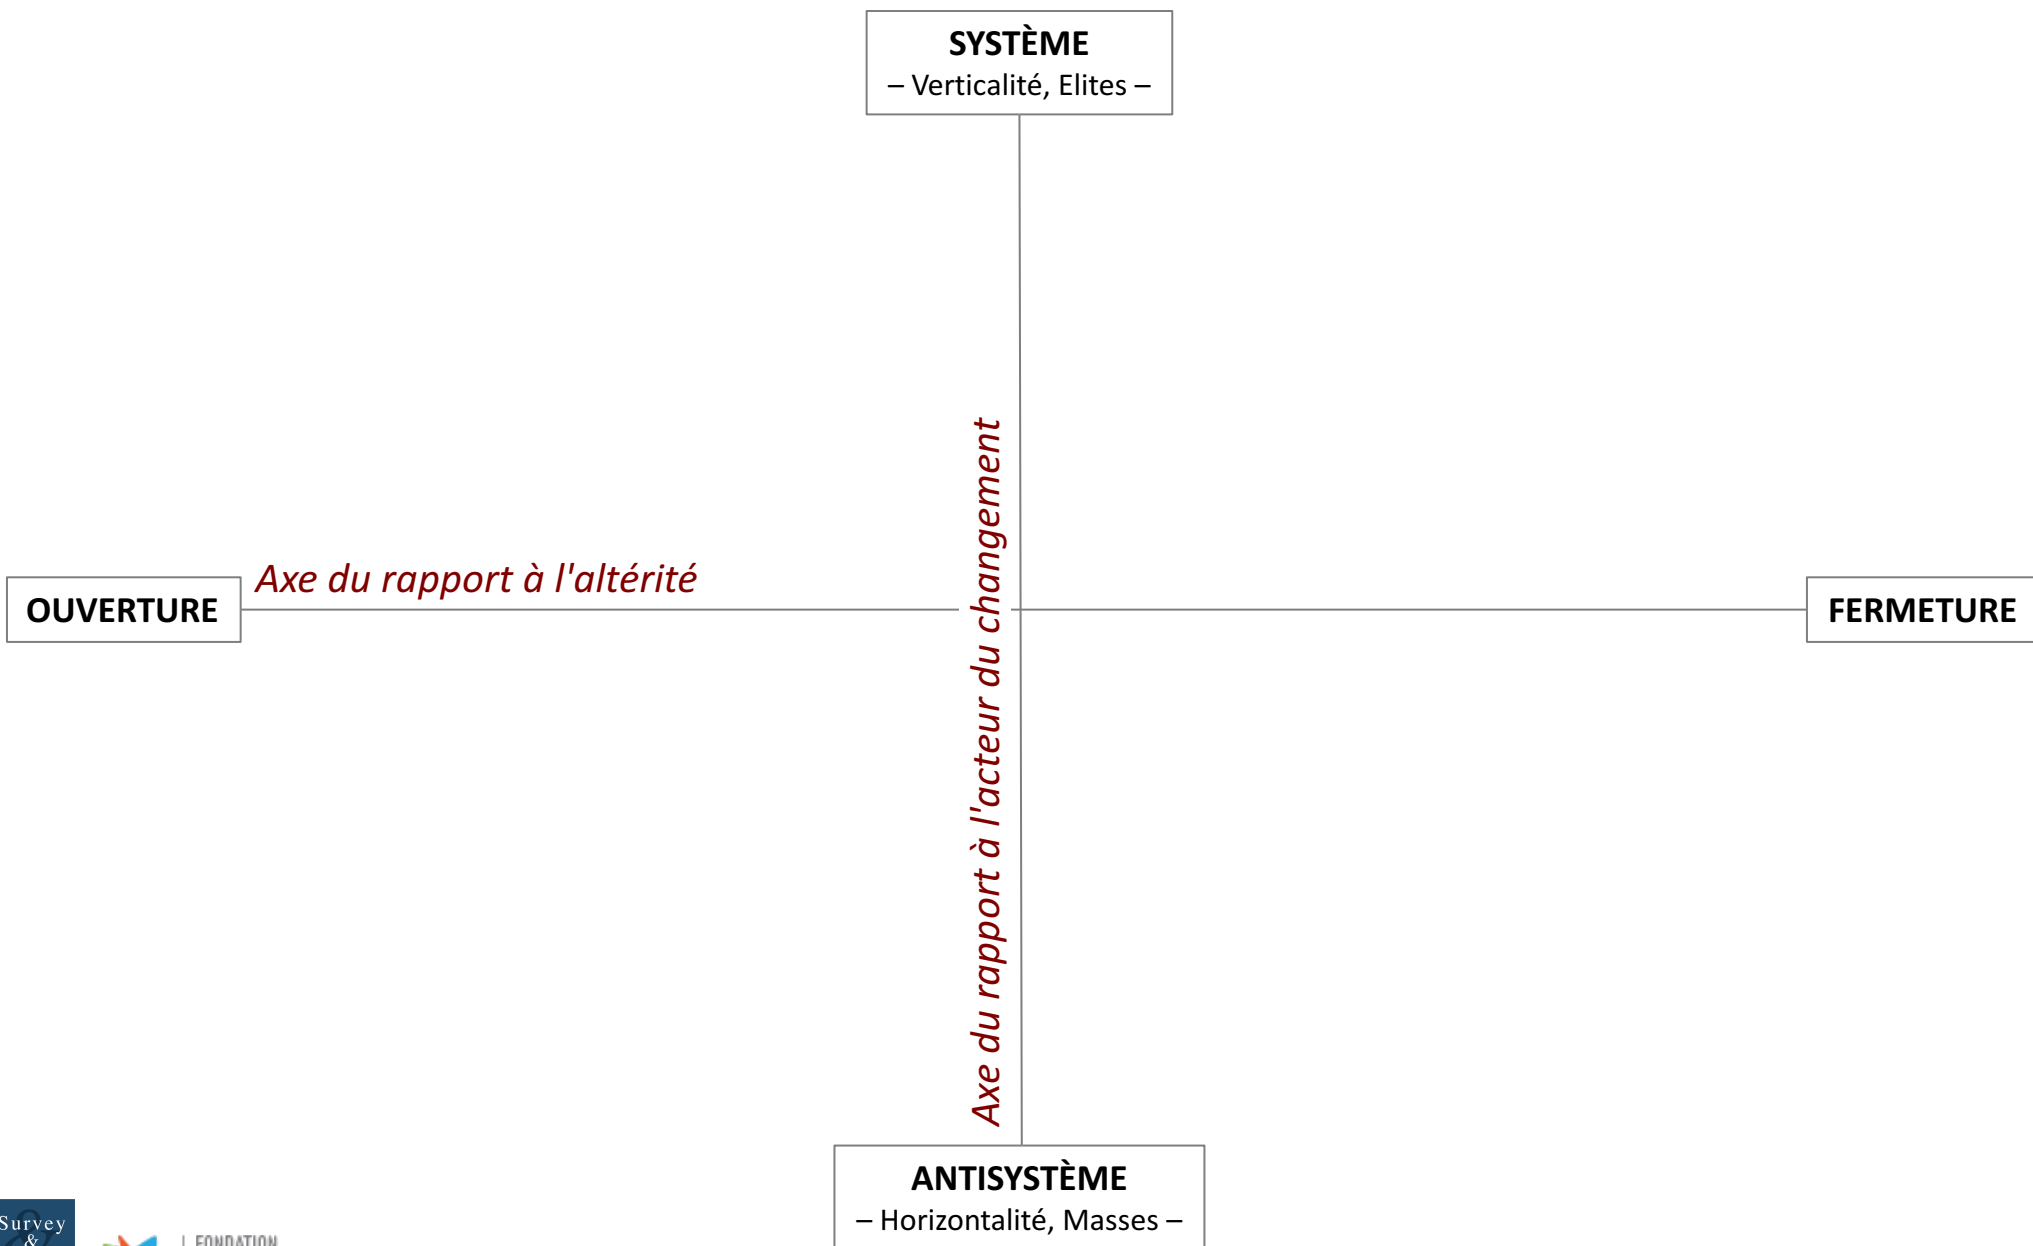 SYSTÈME
– Verticalité, Elites –
Axe du rapport à l'acteur du changement
Axe du rapport à l'altérité
OUVERTURE
FERMETURE
ANTISYSTÈME
– Horizontalité, Masses –
Survey
&
FONDATION